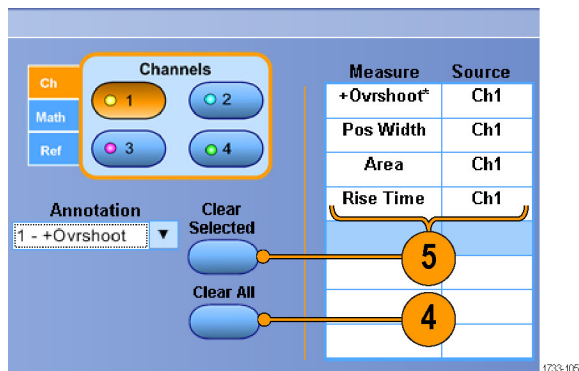 Channels
Ch
Math
Ref
1
2
3
4
Measure Source
+Ovrshoot* Ch1
Pos Width Ch1
Area Ch1
Rise Time Ch1
Annotation
1 - +Ovrshoot
Clear
Selected
5
Clear All
4
1733-105